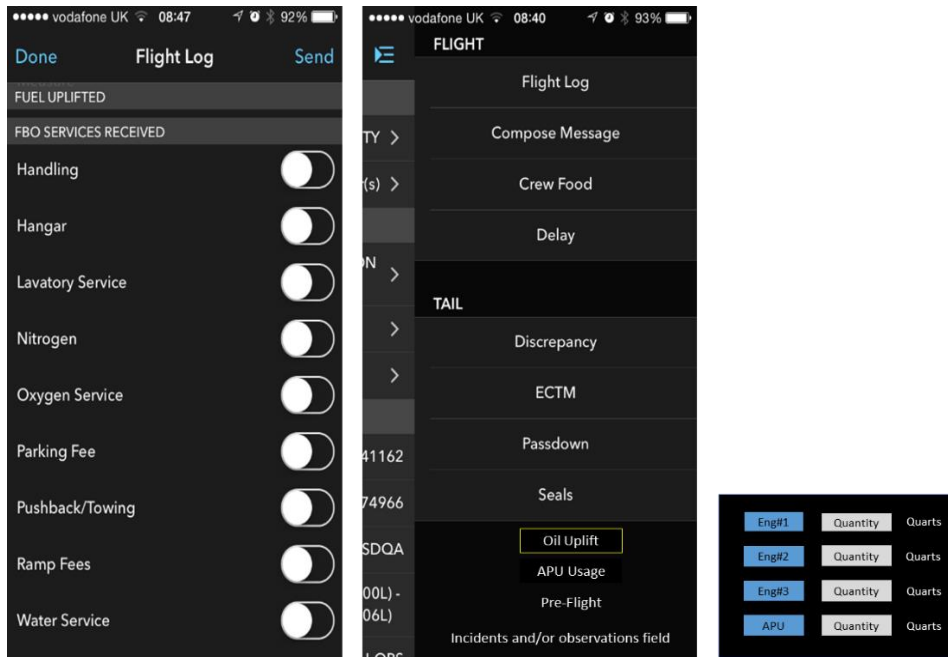 vodafone UK 08:47 92%
Done Flight Log Send
FUEL UPLIFTED
FBO SERVICES RECEIVED
Handling
Hangar
Lavatory Service
Nitrogen
Oxygen Service
Parking Fee
Pushback/Towing
Ramp Fees
Water Service
vodafone UK 08:40 93%
TY >
(s) >
ON
>
>
>
41162
74966
SDQA
00L) -
06L)
FLIGHT
Flight Log
Compose Message
Crew Food
Delay
TAIL
Discrepancy
ECTM
Passdown
Seals
Oil Uplift
APU Usage
Pre-Flight
Incidents and/or observations field
Eng#1 Quantity Quarts
Eng#2 Quantity Quarts
Eng#3 Quantity Quarts
APU Quantity Quarts